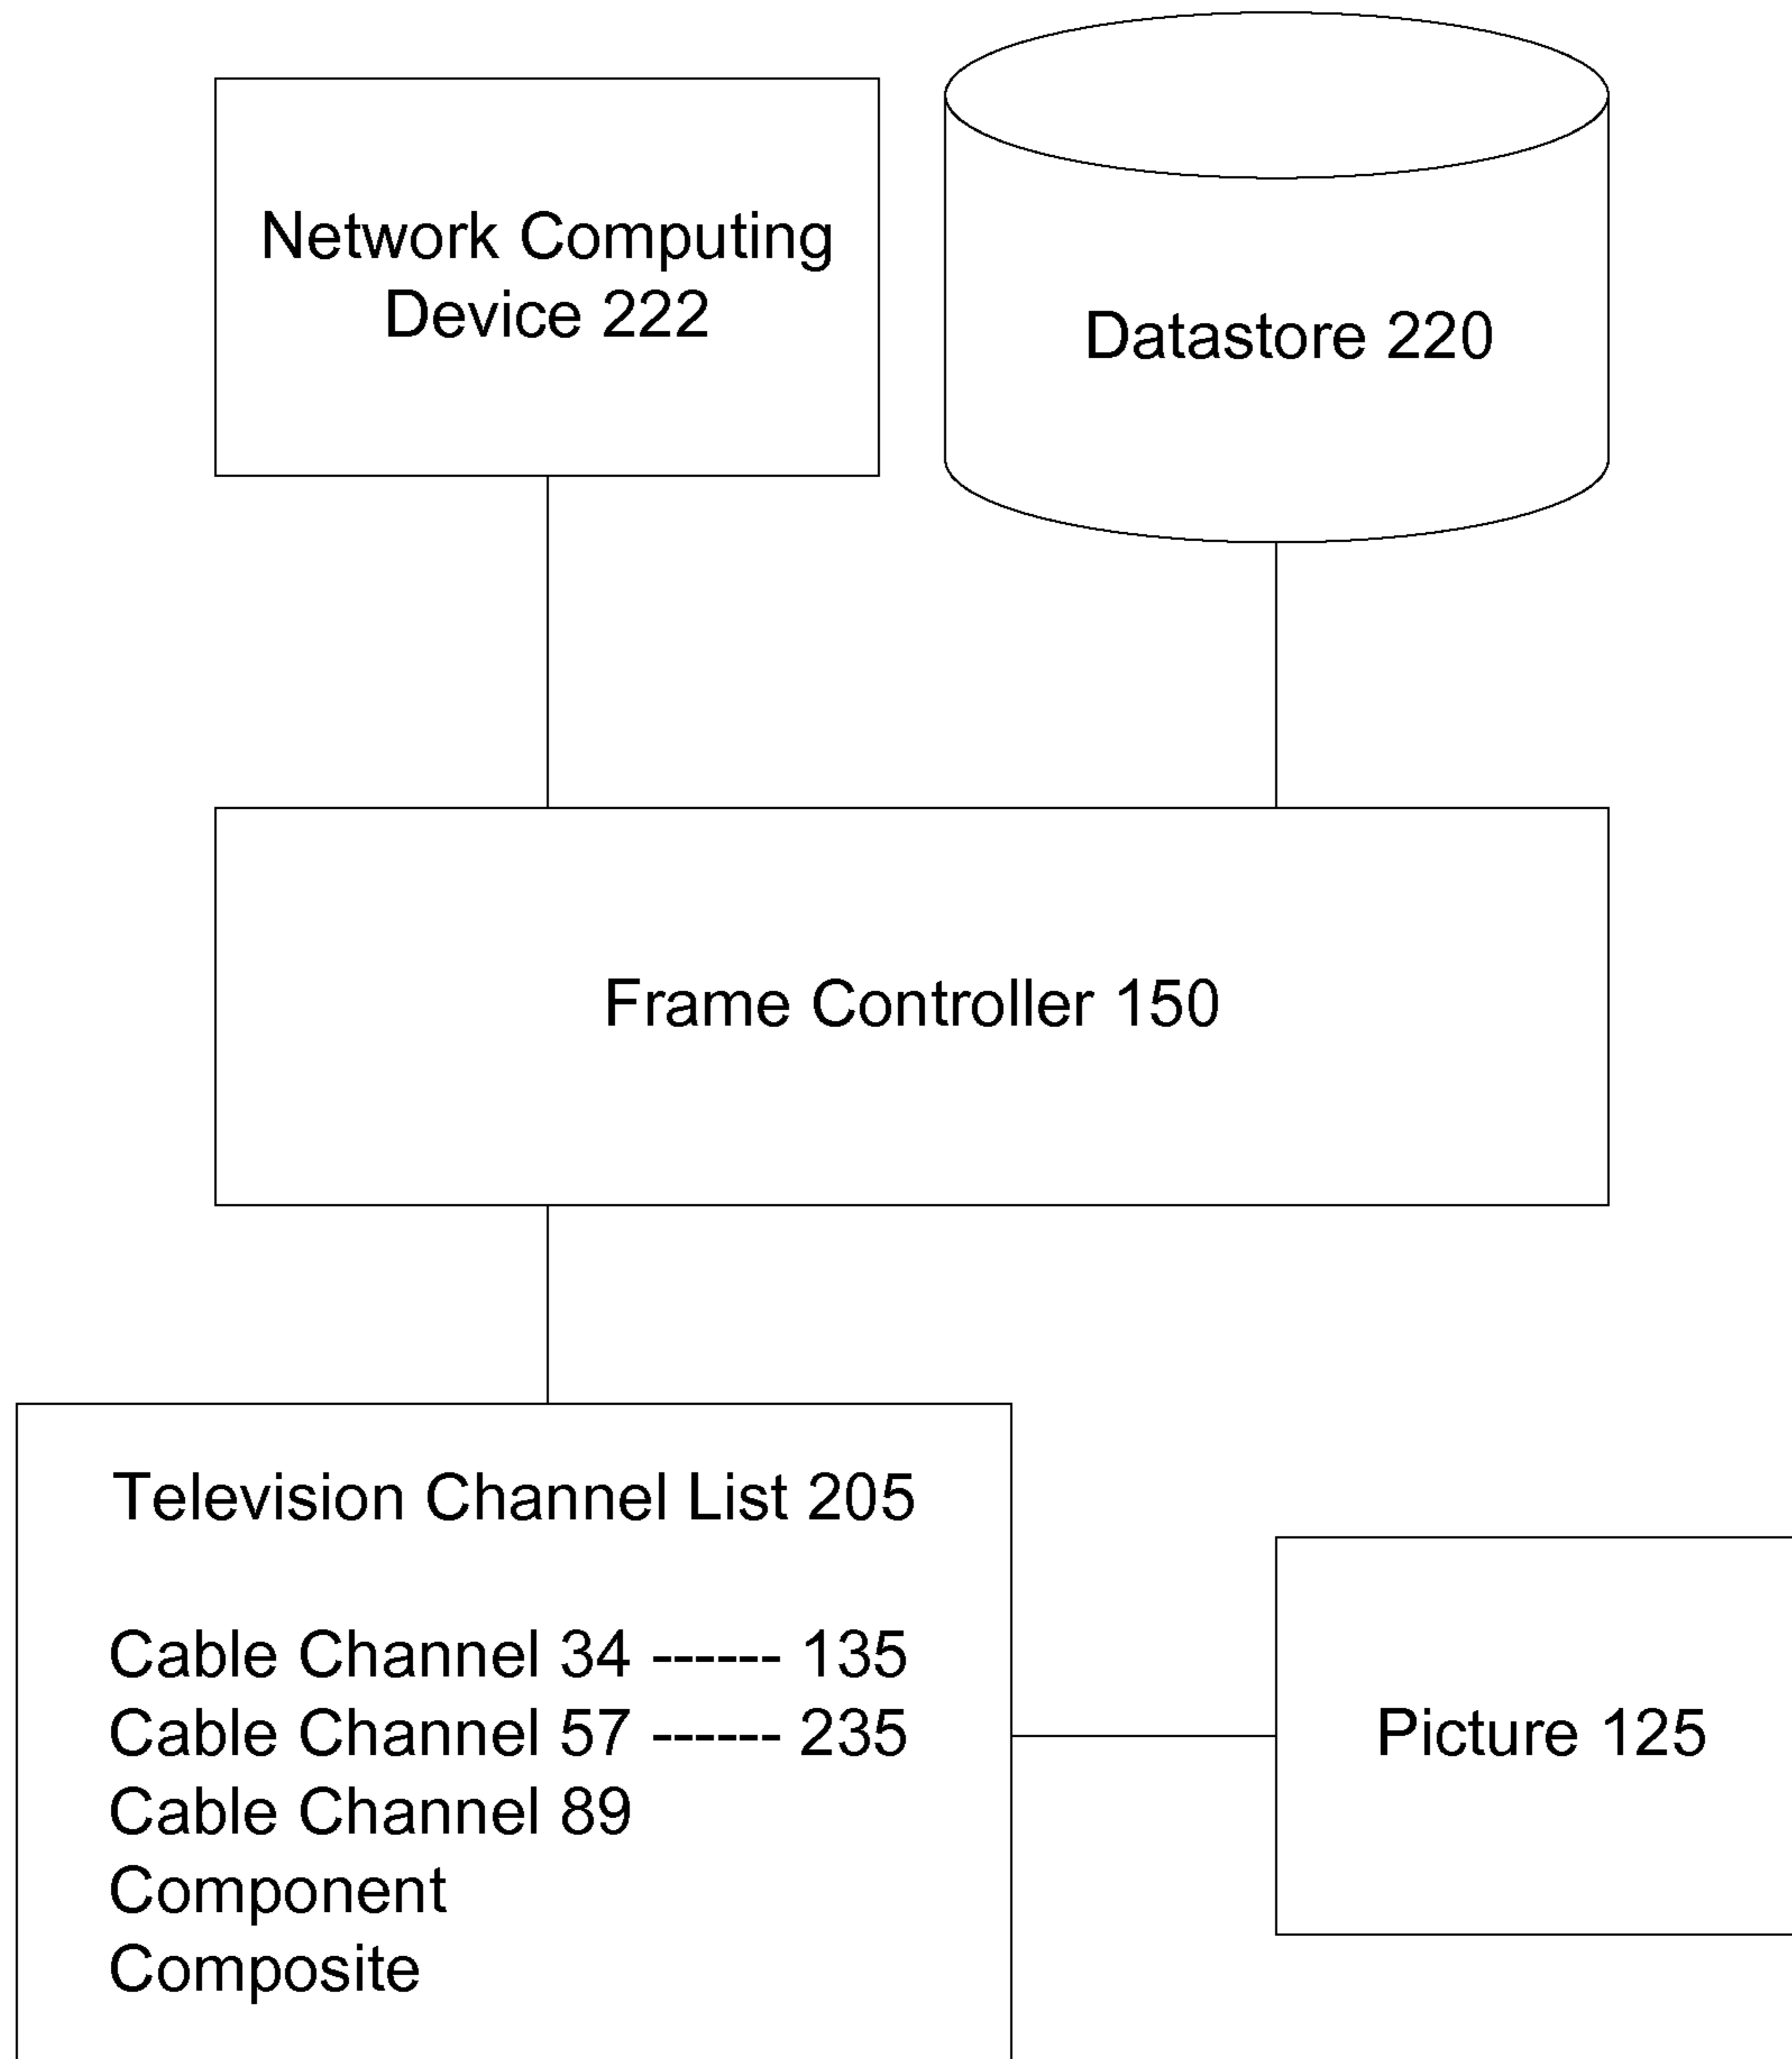 Network Computing
Device 222
Datastore 220
Frame Controller 150
Television Channel List 205
Cable Channel 34 ------ 135
Cable Channel 57 ------ 235
Cable Channel 89
Component
Composite
Picture 125